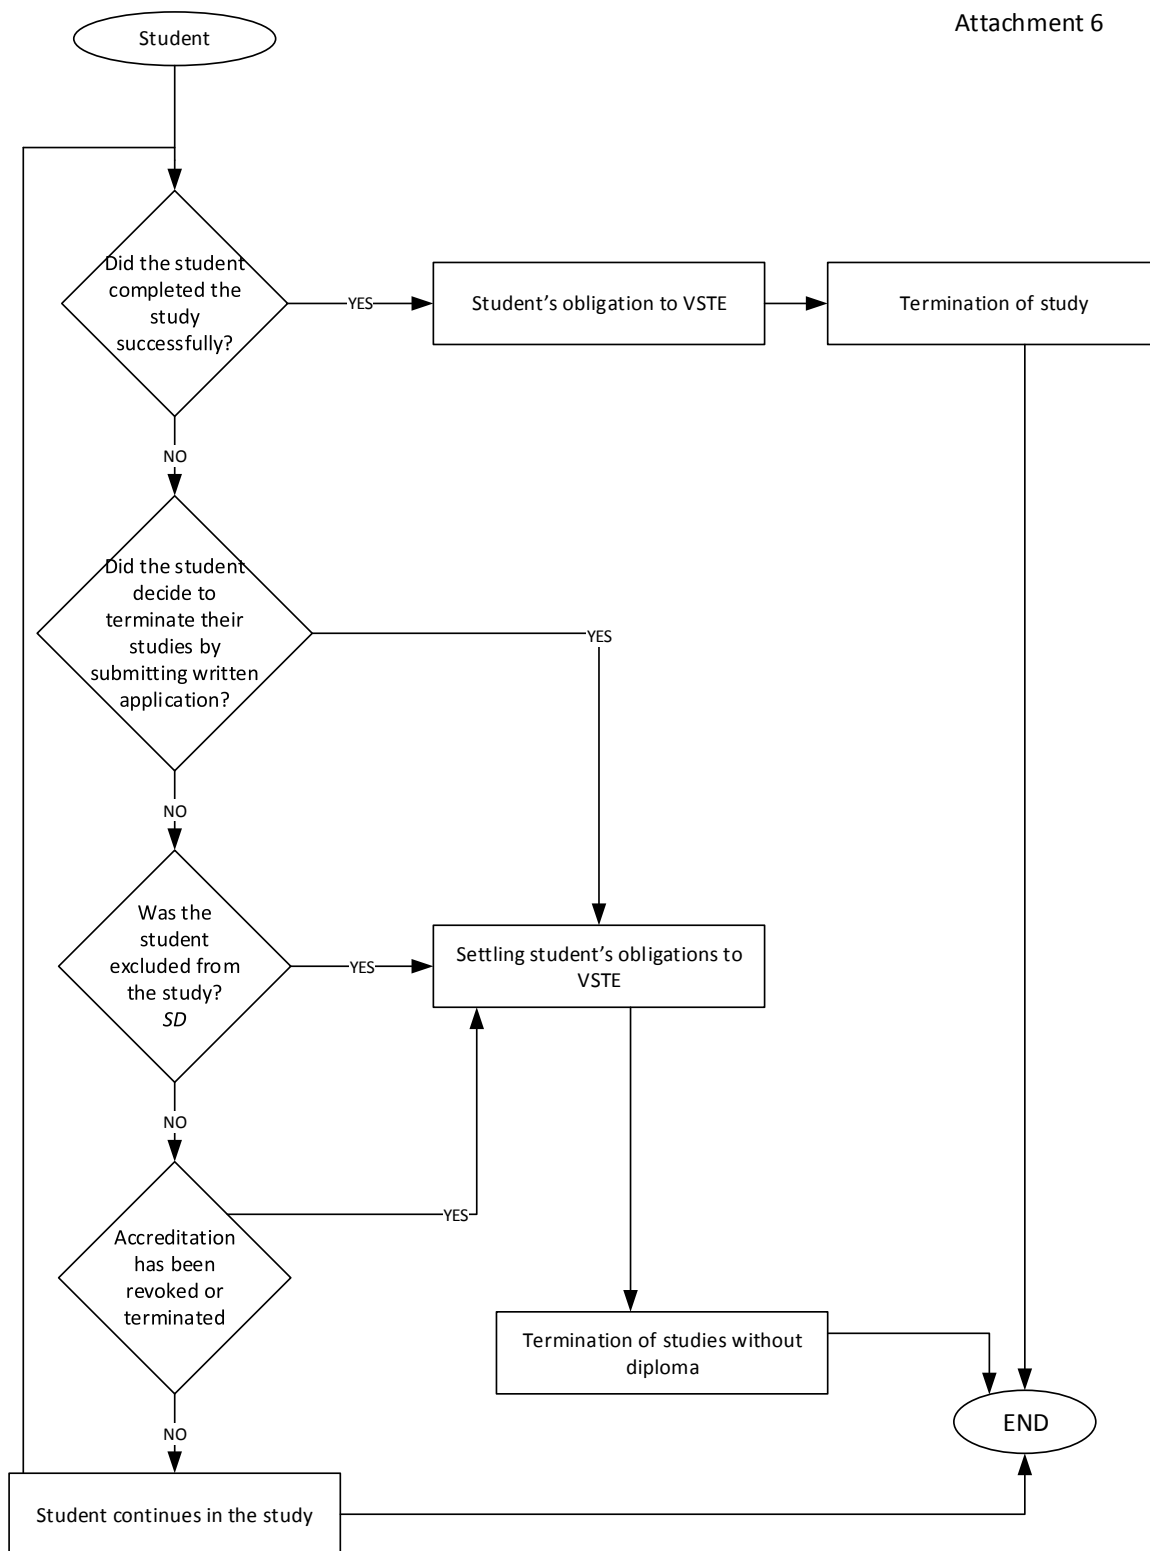 Attachment 6
Student
Did the student
completed the
study
successfully?
YES
Student’s obligation to VSTE
Termination of study
NO
Did the student
decide to
terminate their
studies by
submitting written
application?
YES
NO
Was the
student
excluded from
the study?
SD
YES
Settling student’s obligations to
VSTE
NO
Accreditation
has been
revoked or
terminated
YES
Termination of studies without
diploma
END
NO
Student continues in the study